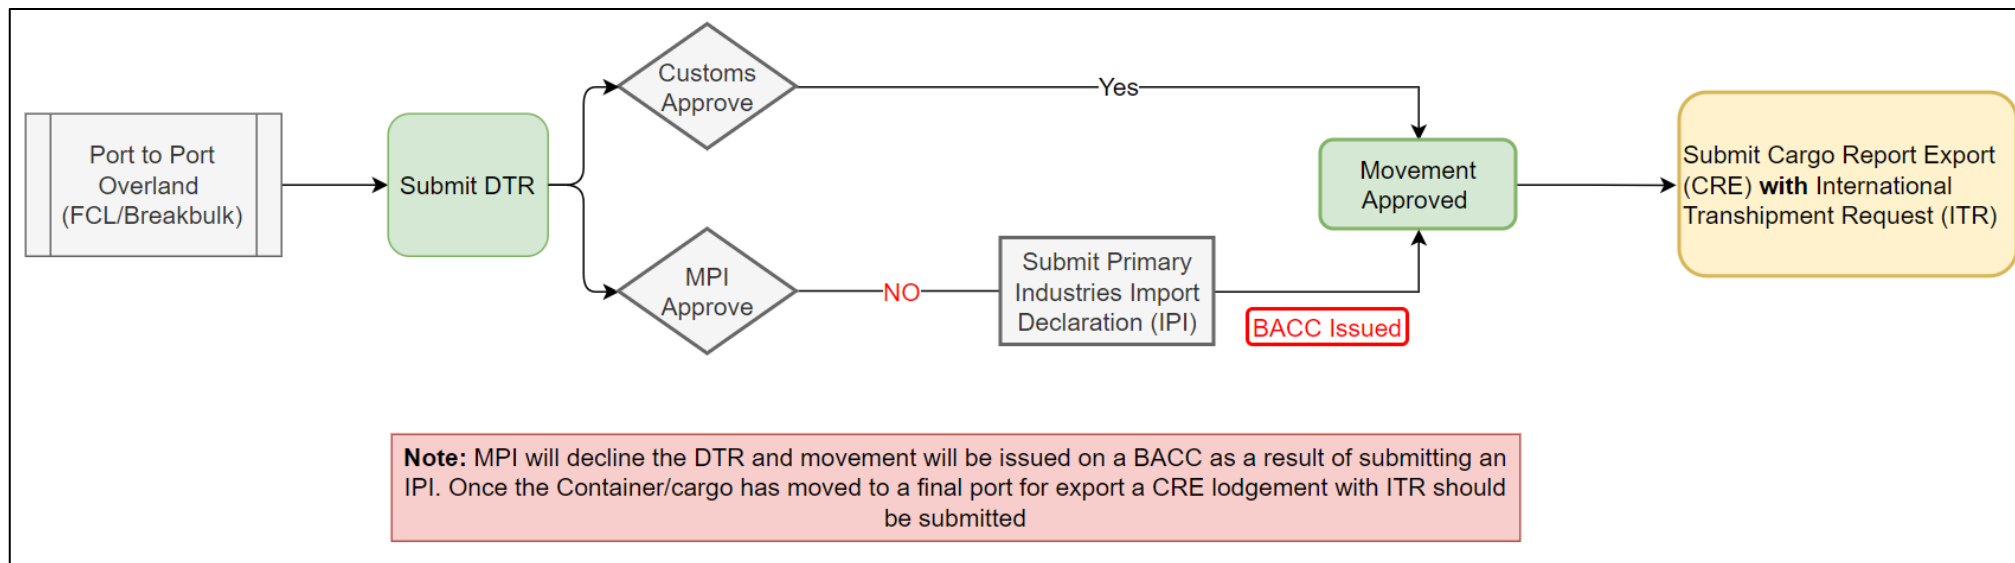 Port to Port
Overland
(FCL/Breakbulk)
Submit DTR
Customs
Approve
Yes
MPI
Approve
NO
Submit Primary
Industries Import
Declaration (IPI)
BACC Issued
Movement
Approved
Submit Cargo Report Export
(CRE) with International
Transhipment Request (ITR)
Note: MPI will decline the DTR and movement will be issued on a BACC as a result of submitting an
IPI. Once the Container/cargo has moved to a final port for export a CRE lodgement with ITR should
be submitted